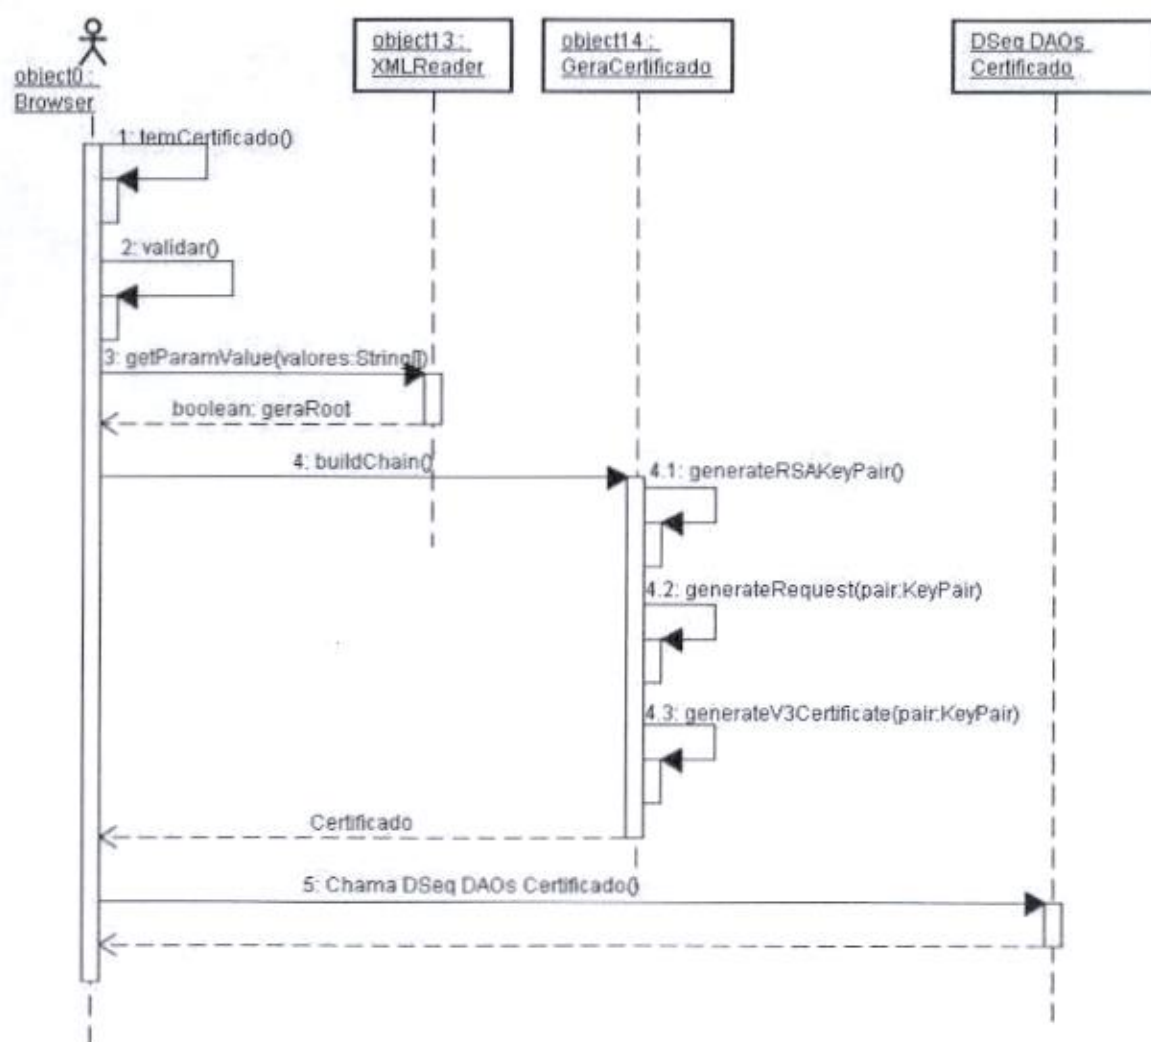 object0 :
Browser
object13 :
XMLReader
object14 :
GeraCertificado
DSeq DAOs
Certificado
1: temCertificado()
2: validar()
3: getParamValue(valores:String[])
boolean: geraRoot
4: buildChain()
4.1: generateRSAKeyPair()
4.2: generateRequest(pair:KeyPair)
4.3: generateV3Certificate(pair:KeyPair)
Certificado
5: Chama DSeq DAOs Certificado()